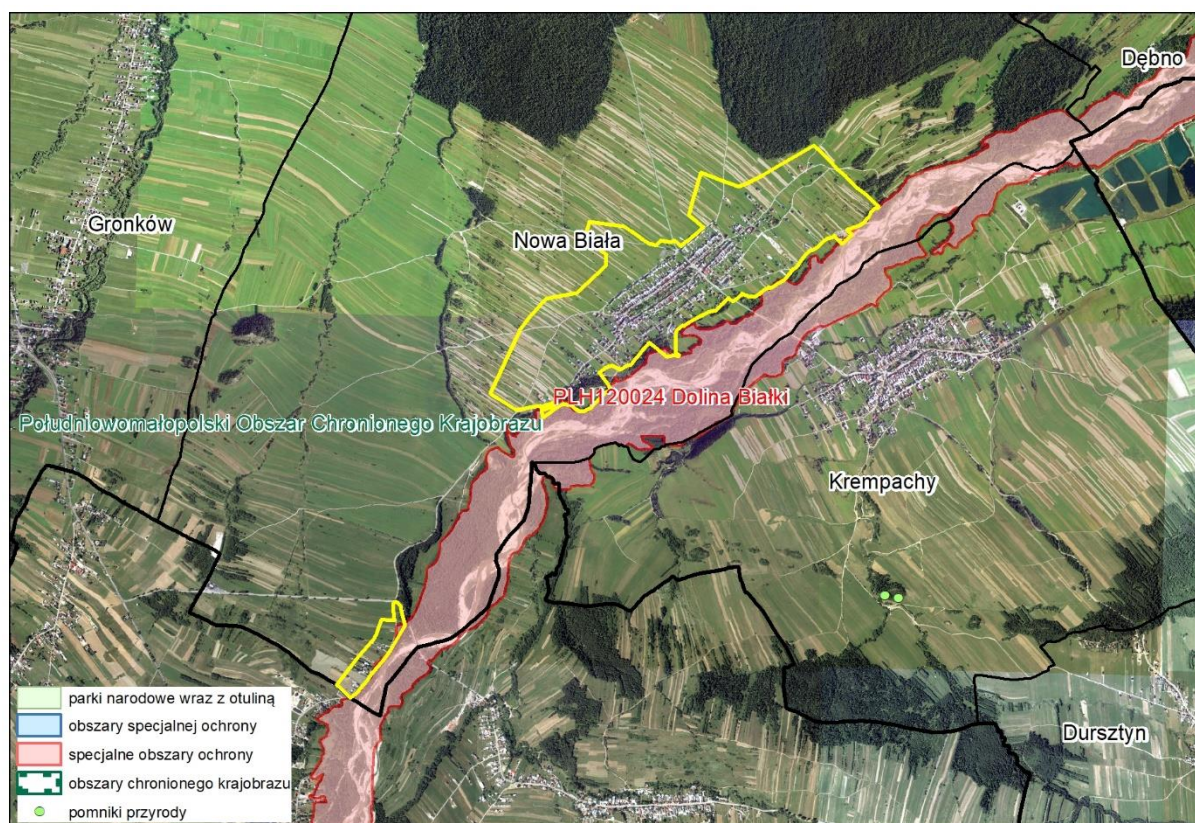 Dębno
Gronków
Nowa Biała
PLH120024 Dolina Białki
Południowomałopolski Obszar Chronionego Krajobrazu
Krempachy
Dursztyn
parki narodowe wraz z otuliną
obszary specjalnej ochrony
specjalne obszary ochrony
obszary chronionego krajobrazu
pomniki przyrody